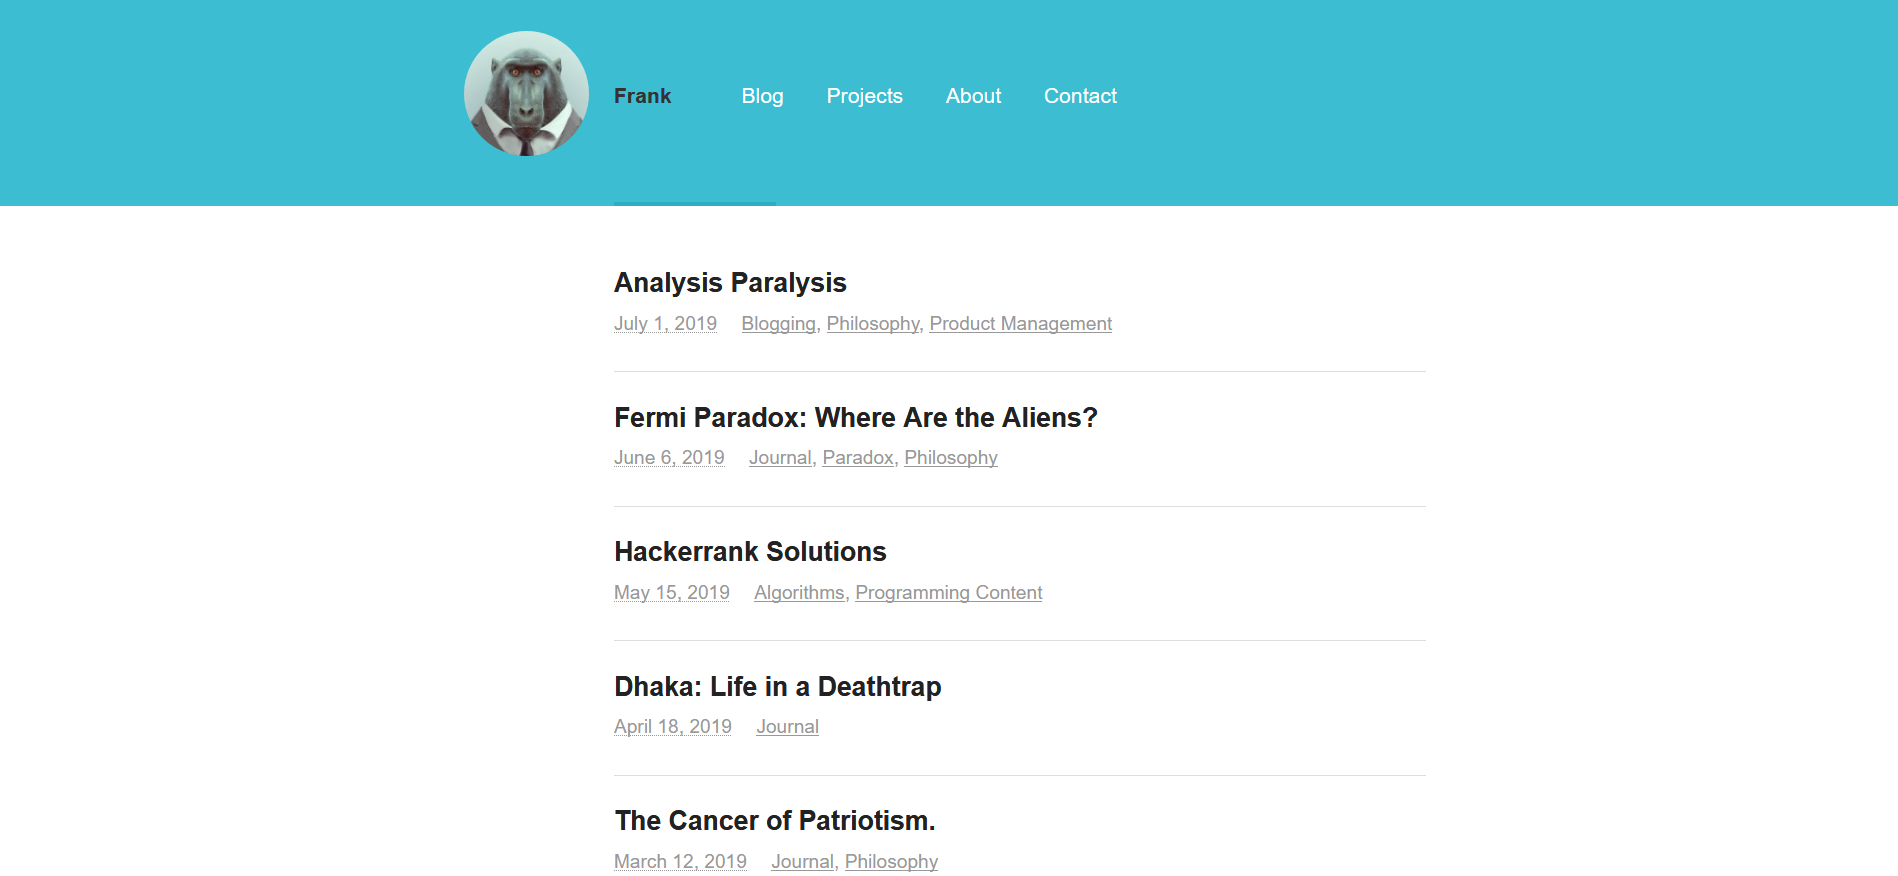 Frank Blog Projects About Contact
Analysis Paralysis
July 1, 2019 Blogging, Philosophy, Product Management
Fermi Paradox: Where Are the Aliens?
June 6, 2019 Journal, Paradox, Philosophy
Hackerrank Solutions
May 15, 2019 Algorithms, Programming Content
Dhaka: Life in a Deathtrap
April 18, 2019 Journal
The Cancer of Patriotism.
March 12, 2019 Journal, Philosophy